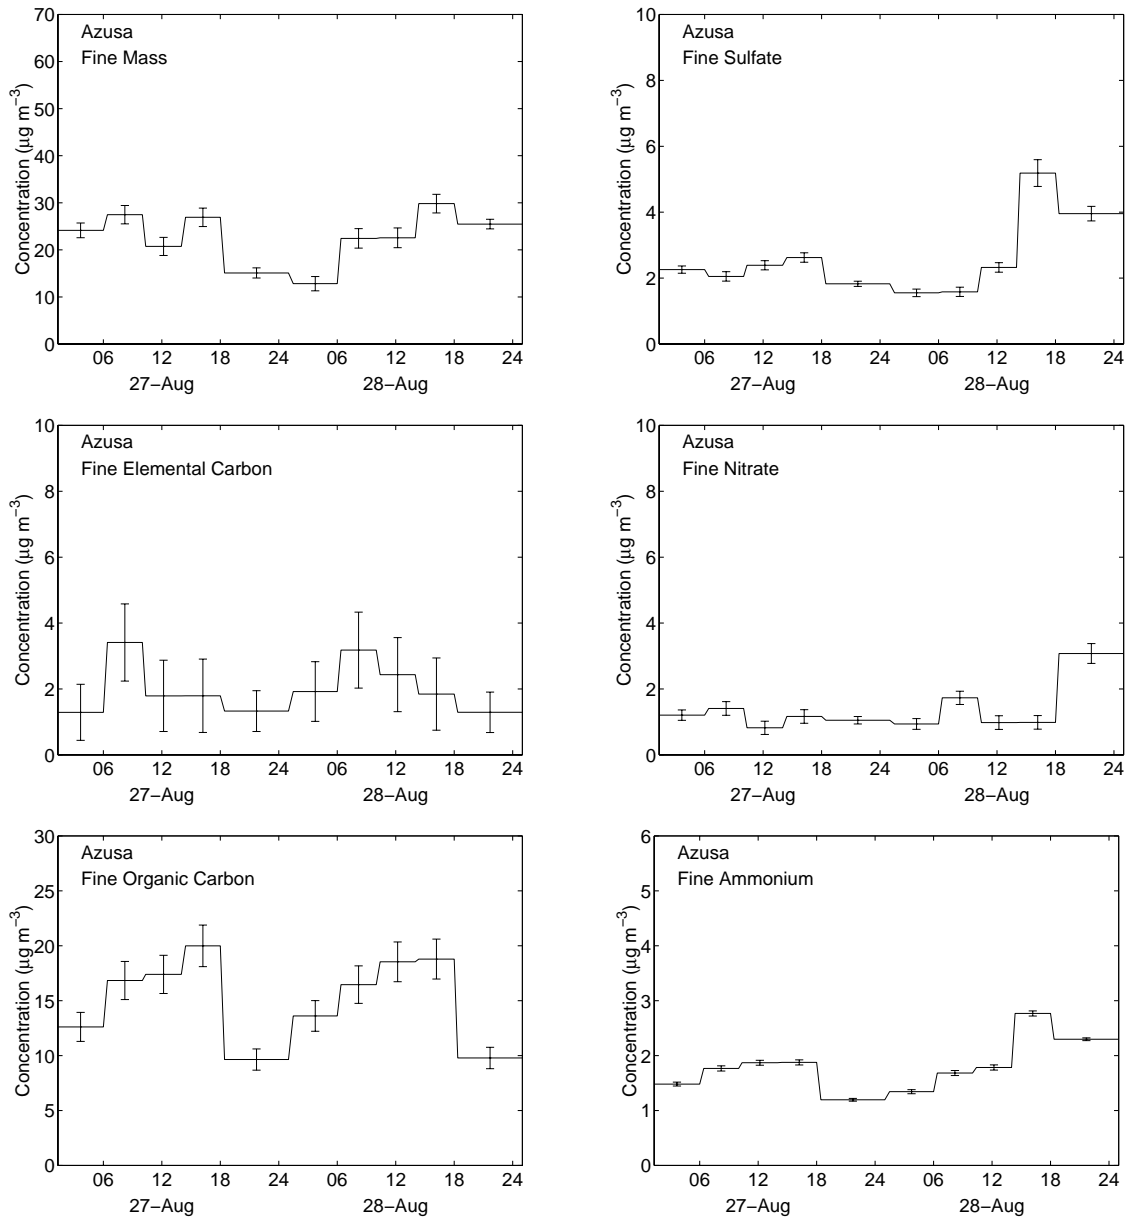 Azusa
Fine Mass
Concentration (μg m−3)
70
60
50
40
30
20
10
0
06 12 18 24 06 12 18 24
27−Aug 28−Aug
Azusa
Fine Sulfate
Concentration (μg m−3)
10
8
6
4
2
0
06 12 18 24 06 12 18 24
27−Aug 28−Aug
Azusa
Fine Elemental Carbon
Concentration (μg m−3)
10
8
6
4
2
0
06 12 18 24 06 12 18 24
27−Aug 28−Aug
Azusa
Fine Nitrate
Concentration (μg m−3)
10
8
6
4
2
0
06 12 18 24 06 12 18 24
27−Aug 28−Aug
Azusa
Fine Organic Carbon
Concentration (μg m−3)
30
25
20
15
10
5
0
06 12 18 24 06 12 18 24
27−Aug 28−Aug
Azusa
Fine Ammonium
Concentration (μg m−3)
6
5
4
3
2
1
0
06 12 18 24 06 12 18 24
27−Aug 28−Aug